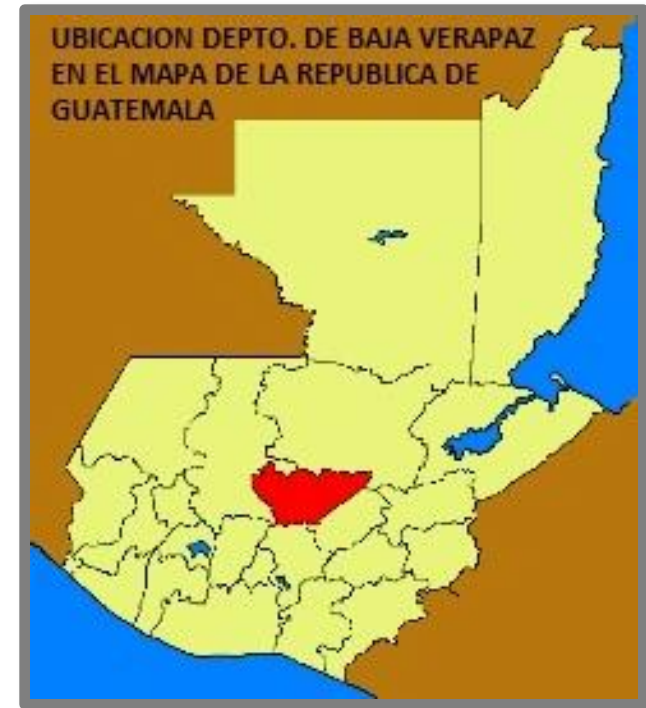 UBICACION DEPTO. DE BAJA VERAPAZ
EN EL MAPA DE LA REPUBLICA DE
GUATEMALA